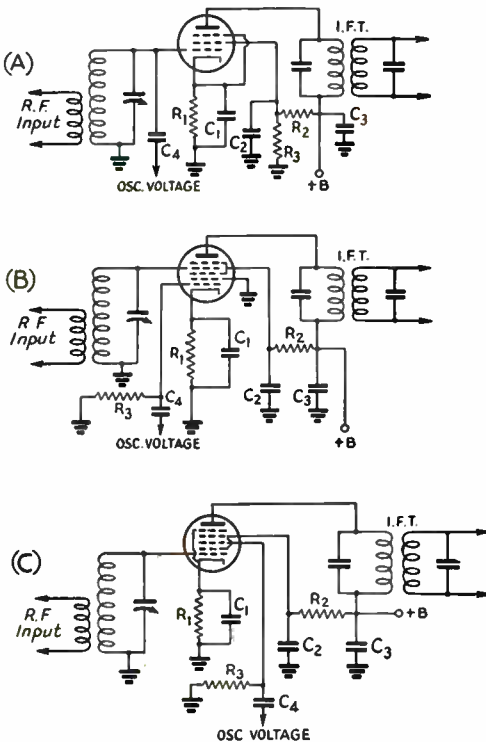 (A)
I.F.T.
R.F.
Input
R1
C1
C4
C2
R2
R3
C3
OSC. VOLTAGE
+B
(B)
I.F.T.
R F
Input
R1
C1
R2
R3
C4
C2
C3
OSC. VOLTAGE
+B
(C)
I.F.T.
R.F.
Input
R1
C1
R2
+B
C2
C3
R3
C4
OSC VOLTAGE